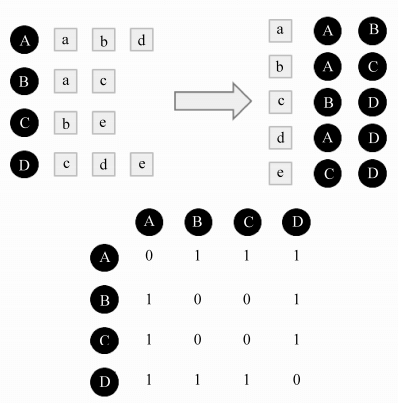 A a b d
B a c
C b e
D c d e
a A B
b A C
c B D
d A D
e C D
A B C D
A 0 1 1 1
B 1 0 0 1
C 1 0 0 1
D 1 1 1 0